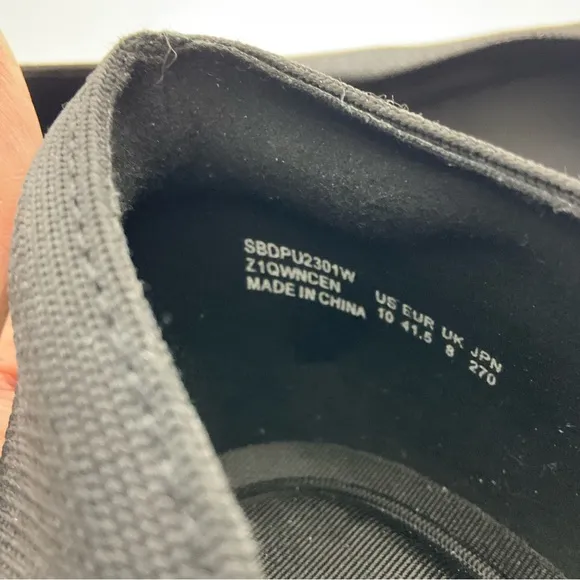 SBDPU2301W
Z1QWNCEN
MADE IN CHINA
US EUR UK JPN
10 41.5 8 270